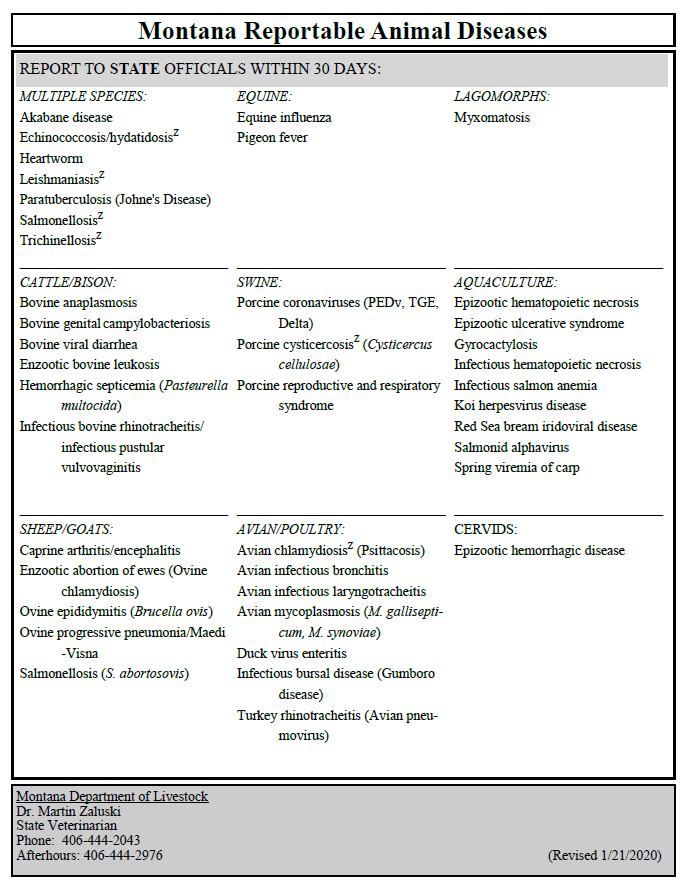 Montana Reportable Animal Diseases
REPORT TO STATE OFFICIALS WITHIN 30 DAYS:
MULTIPLE SPECIES:
Akabane disease
Echinococcosis/hydatidosisZ
Heartworm
LeishmaniasisZ
Paratuberculosis (Johne's Disease)
SalmonellosisZ
TrichinellosisZ
EQUINE:
Equine influenza
Pigeon fever
LAGOMORPHS:
Myxomatosis
CATTLE/BISON:
Bovine anaplasmosis
Bovine genital campylobacteriosis
Bovine viral diarrhea
Enzootic bovine leukosis
Hemorrhagic septicemia (Pasteurella
multocida)
Infectious bovine rhinotracheitis/
infectious pustular
vulvovaginitis
SWINE:
Porcine coronaviruses (PEDv, TGE,
Delta)
Porcine cysticercosisZ (Cysticercus
cellulosae)
Porcine reproductive and respiratory
syndrome
AQUACULTURE:
Epizootic hematopoietic necrosis
Epizootic ulcerative syndrome
Gyrocactylosis
Infectious hematopoietic necrosis
Infectious salmon anemia
Koi herpesvirus disease
Red Sea bream iridoviral disease
Salmonid alphavirus
Spring viremia of carp
SHEEP/GOATS:
Caprine arthritis/encephalitis
Enzootic abortion of ewes (Ovine
chlamydiosis)
Ovine epididymitis (Brucella ovis)
Ovine progressive pneumonia/Maedi
-Visna
Salmonellosis (S. abortosovis)
AVIAN/POULTRY:
Avian chlamydiosisZ (Psittacosis)
Avian infectious bronchitis
Avian infectious laryngotracheitis
Avian mycoplasmosis (M. gallisepti-
cum, M. synoviae)
Duck virus enteritis
Infectious bursal disease (Gumboro
disease)
Turkey rhinotracheitis (Avian pneu-
movirus)
CERVIDS:
Epizootic hemorrhagic disease
Montana Department of Livestock
Dr. Martin Zaluski
State Veterinarian
Phone:  406-444-2043
Afterhours: 406-444-2976
(Revised 1/21/2020)